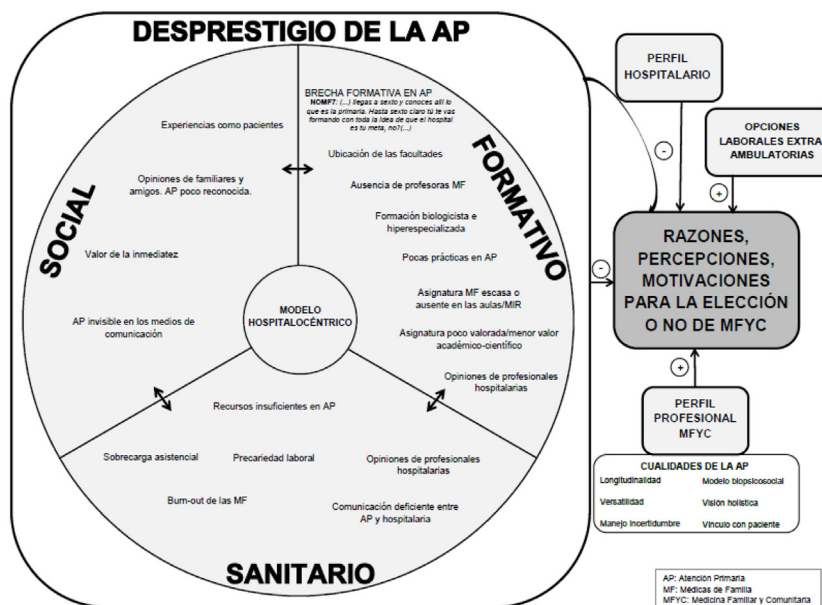 DESPRESTIGIO DE LA AP
SOCIAL
Experiencias como pacientes
Opiniones de familiares y
amigos. AP poco reconocida.
Valor de la inmediatez
AP invisible en los medios de
comunicación
FORMATIVO
BRECHA FORMATIVA EN AP
NOMF7: (...) llegas a sexto y conoces allí lo
que es la primaria. Hasta sexto claro tú te vas
formando con toda la idea de que el hospital
es tu meta, no?(...)
Ubicación de las facultades
Ausencia de profesoras MF
Formación biologicista e
hiperespecializada
Pocas prácticas en AP
Asignatura MF escasa o
ausente en las aulas/MIR
Asignatura poco valorada/menor valor
académico-científico
Opiniones de profesionales
hospitalarias
MODELO
HOSPITALOCÉNTRICO
SANITARIO
Recursos insuficientes en AP
Sobrecarga asistencial
Precariedad laboral
Burn-out de las MF
Opiniones de profesionales
hospitalarias
Comunicación deficiente entre
AP y hospitalaria
PERFIL
HOSPITALARIO
-
OPCIONES
LABORALES EXTRA
AMBULATORIAS
+
-
RAZONES,
PERCEPCIONES,
MOTIVACIONES
PARA LA ELECCIÓN
O NO DE MFYC
+
PERFIL
PROFESIONAL
MFYC
CUALIDADES DE LA AP
Longitudinalidad Modelo biopsicosocial
Versatilidad Visión holística
Manejo Incertidumbre Vínculo con paciente
AP: Atención Primaria
MF: Médicas de Familia
MFYC: Medicina Familiar y Comunitaria